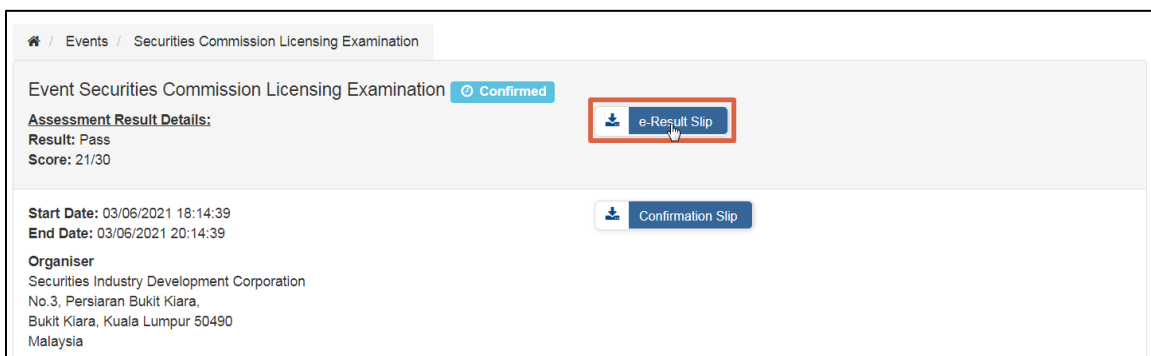 / Events / Securities Commission Licensing Examination
Event Securities Commission Licensing Examination Confirmed
Assessment Result Details:
e-Result Slip
Result: Pass
Score: 21/30
Start Date: 03/06/2021 18:14:39
Confirmation Slip
End Date: 03/06/2021 20:14:39
Organiser
Securities Industry Development Corporation
No.3, Persiaran Bukit Kiara,
Bukit Kiara, Kuala Lumpur 50490
Malaysia